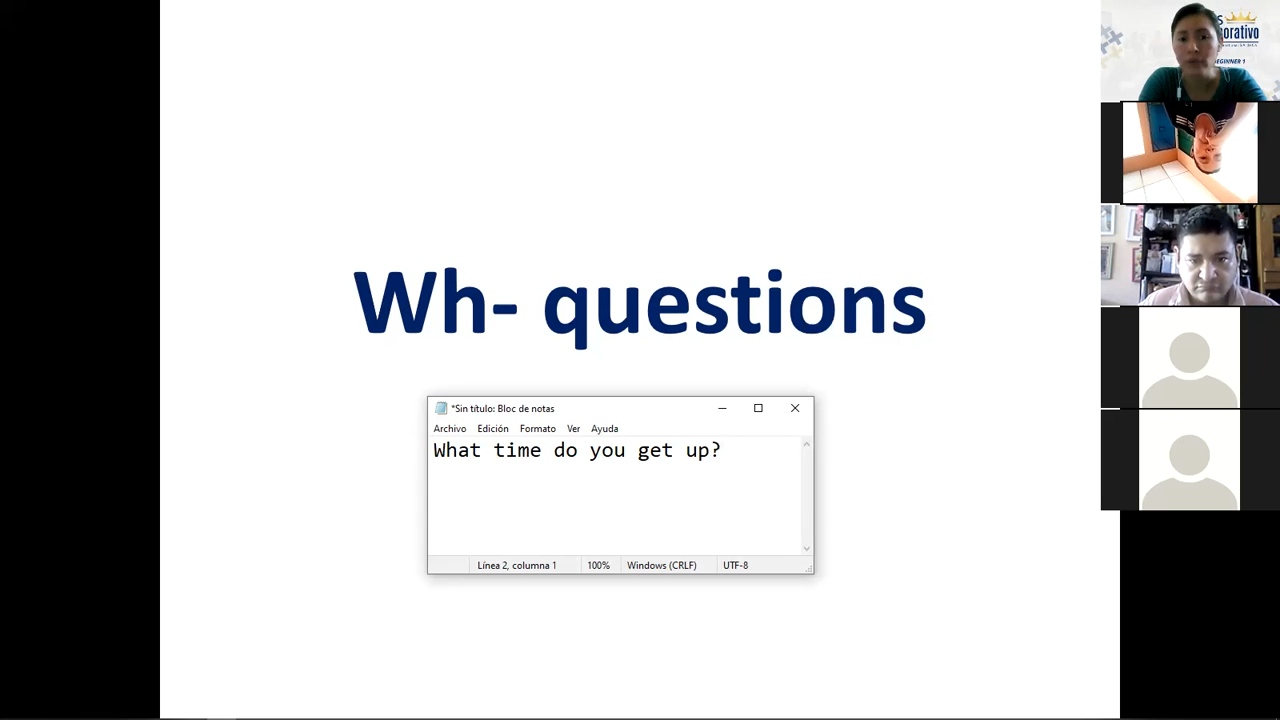 Wh- questions
*Sin título: Bloc de notas
Archivo Edición Formato Ver Ayuda
What time do you get up?
Línea 2, columna 1 100% Windows (CRLF) UTF-8